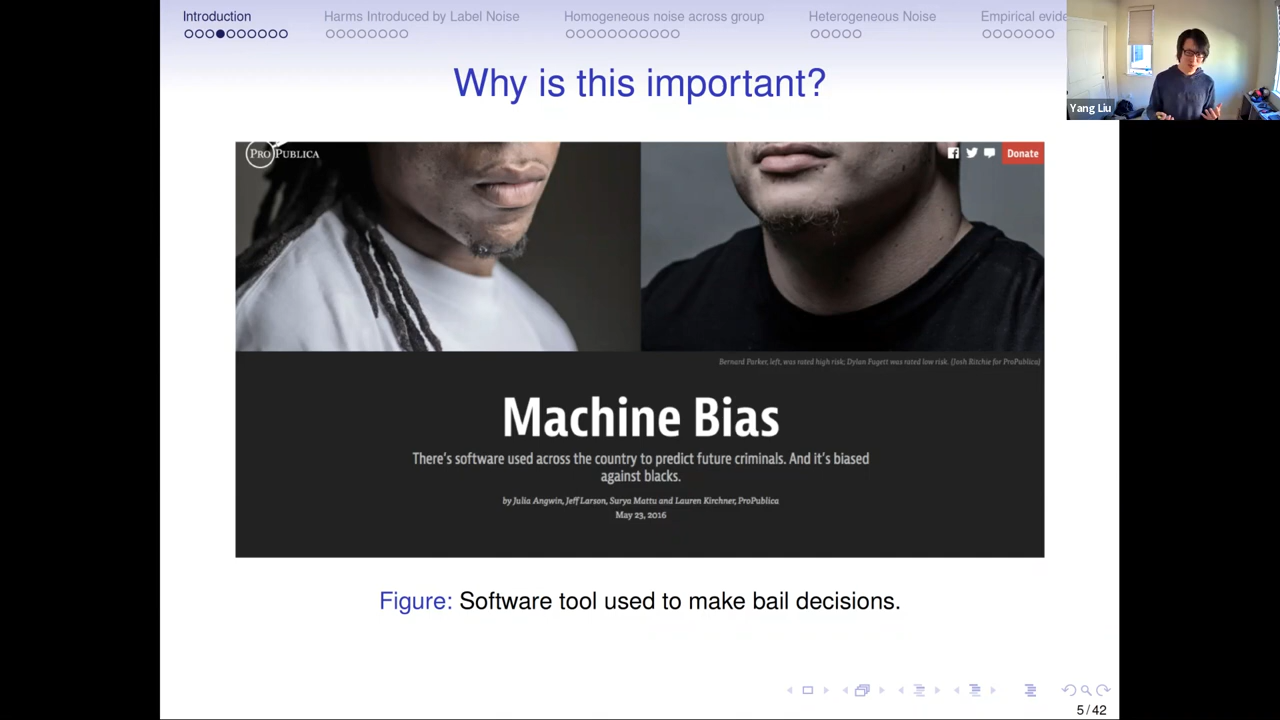 Introduction
Harms Introduced by Label Noise
Homogeneous noise across group
Heterogeneous Noise
Empirical evide
Yang Liu
Why is this important?
PROPUBLICA
Donate
Bernard Parker, left, was rated high risk; Dylan Fugett was rated low risk. (Josh Ritchie for ProPublica)
Machine Bias
There's software used across the country to predict future criminals. And it's biased
against blacks.
by Julia Angwin, Jeff Larson, Surya Mattu and Lauren Kirchner, ProPublica
May 23, 2016
Figure: Software tool used to make bail decisions.
5 / 42